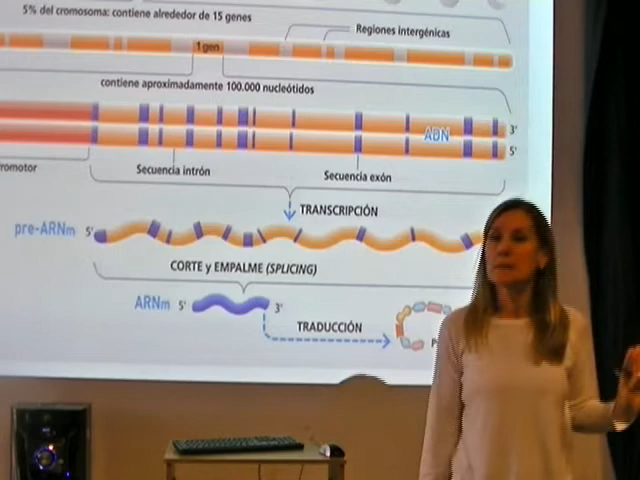 5% del cromosoma: contiene alrededor de 15 genes
Regiones intergénicas
1 gen
contiene aproximadamente 100.000 nucleótidos
ADN
3'
5'
romotor
Secuencia intrón
Secuencia exón
TRANSCRIPCIÓN
pre-ARNm 5'
CORTE y EMPALME (SPLICING)
ARNm 5' 3'
TRADUCCIÓN
P